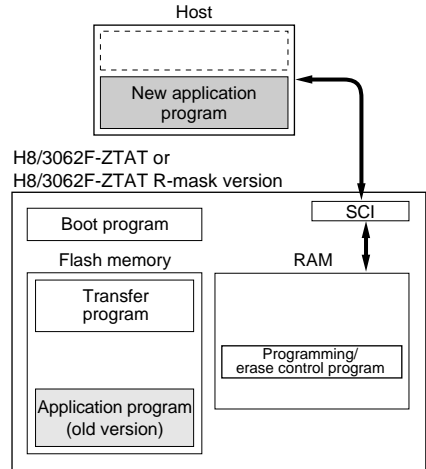 Host
New application
program
H8/3062F-ZTAT or
H8/3062F-ZTAT R-mask version
SCI
Boot program
Flash memory
RAM
Transfer
program
Programming/
erase control program
Application program
(old version)